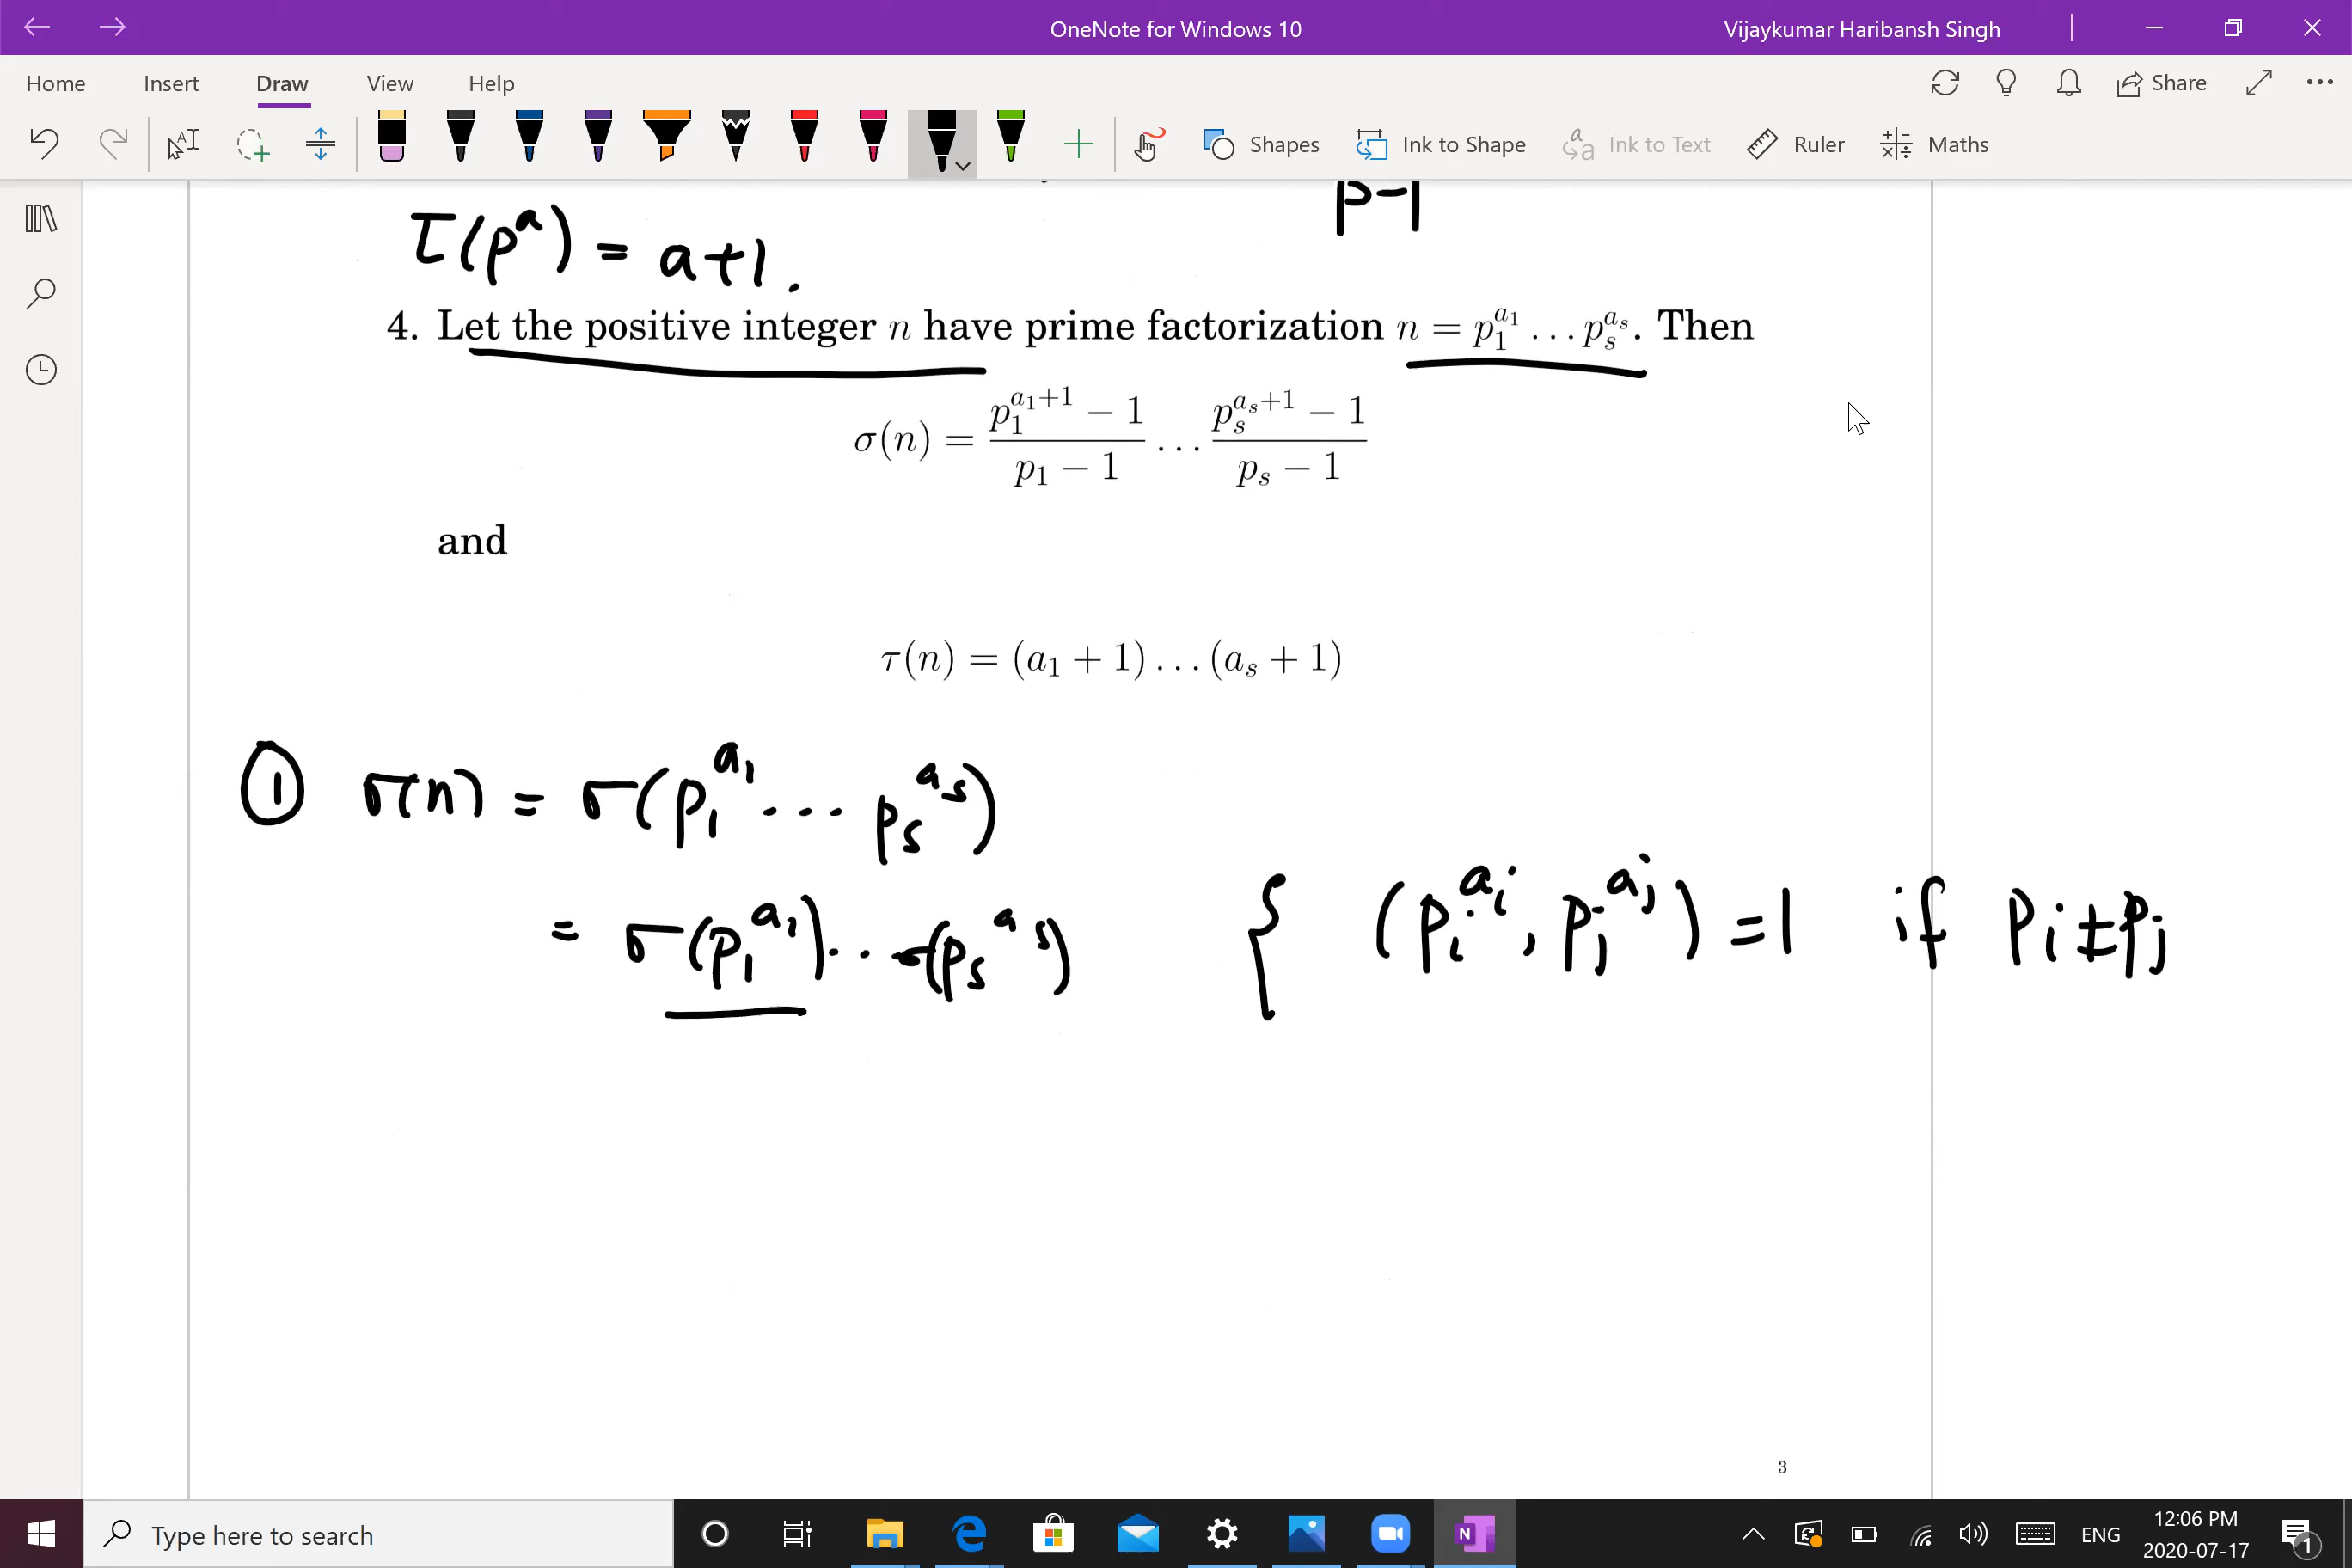 OneNote for Windows 10
Vijaykumar Haribansh Singh
Home Insert Draw View Help
Share
Shapes Ink to Shape Ink to Text Ruler Maths
p-1
τ(p^a) = a+1.
4. Let the positive integer n have prime factorization n = p_1^{a_1} … p_s^{a_s}. Then
σ(n) = \frac{p_1^{a_1+1} − 1}{p_1 − 1} … \frac{p_s^{a_s+1} − 1}{p_s − 1}
and
τ(n) = (a_1 + 1) … (a_s + 1)
① σ(n) = σ(p_1^{a_1} … p_s^{a_s})
= σ(p_1^{a_1}) … σ(p_s^{a_s}) { (p_i^{a_i}, p_j^{a_j}) = 1 if p_i ≠ p_j
3
Type here to search
ENG
12:06 PM
2020-07-17
1